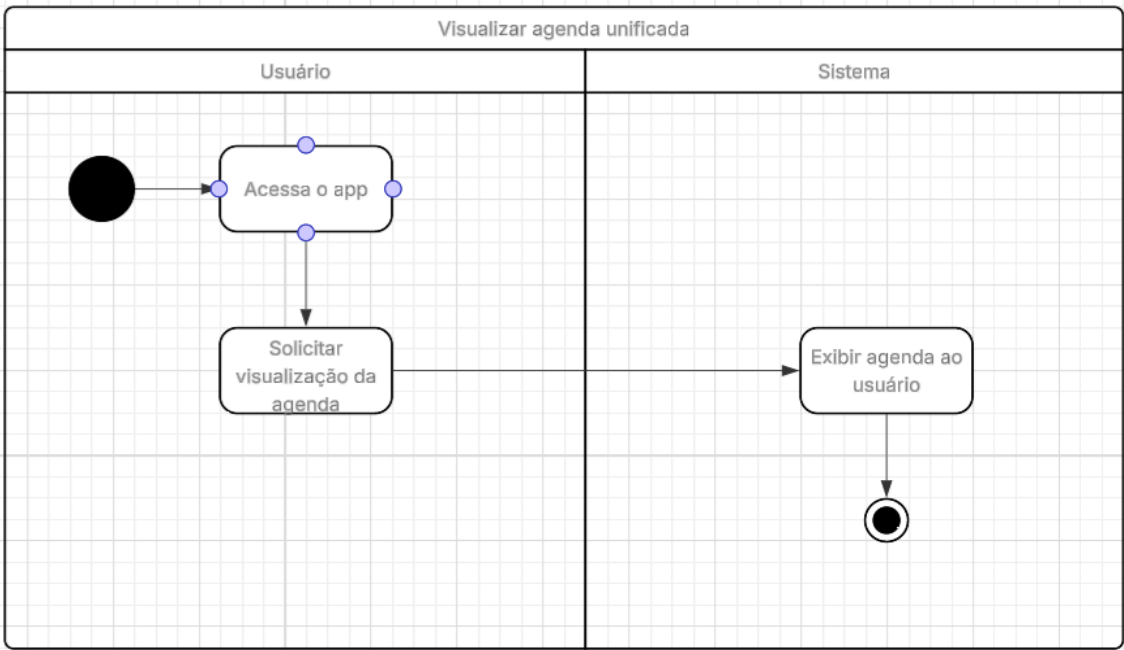 Visualizar agenda unificada
Usuário
Sistema
Acessa o app
Solicitar
visualização da
agenda
Exibir agenda ao
usuário